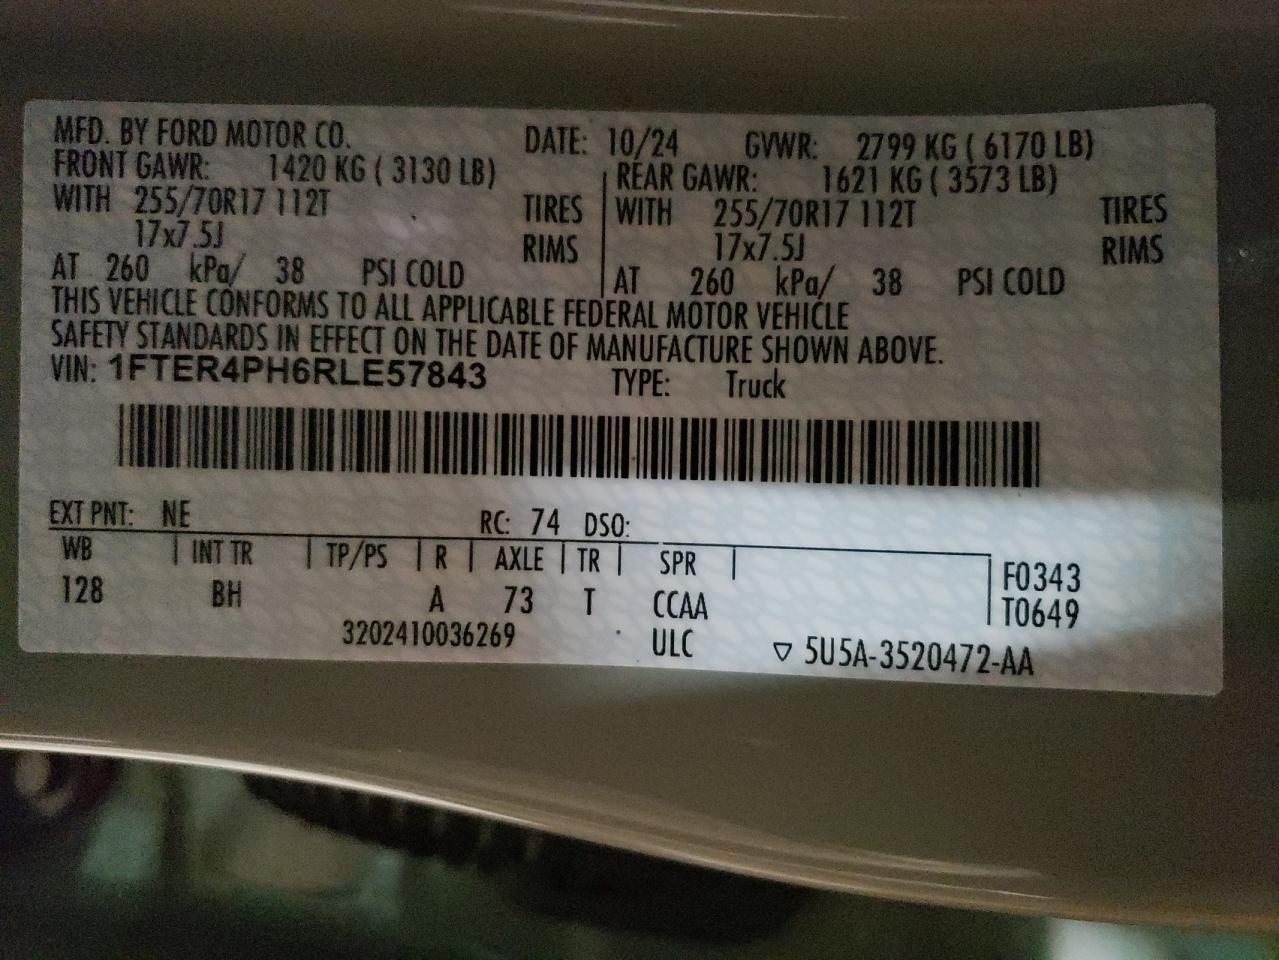 MFD. BY FORD MOTOR CO. DATE: 10/24 GVWR: 2799 KG ( 6170 LB)
FRONT GAWR: 1420 KG ( 3130 LB) REAR GAWR: 1621 KG ( 3573 LB)
WITH 255/70R17 112T TIRES WITH 255/70R17 112T TIRES
17x7.5J RIMS 17x7.5J RIMS
AT 260 kPa/ 38 PSI COLD AT 260 kPa/ 38 PSI COLD
THIS VEHICLE CONFORMS TO ALL APPLICABLE FEDERAL MOTOR VEHICLE
SAFETY STANDARDS IN EFFECT ON THE DATE OF MANUFACTURE SHOWN ABOVE.
VIN: 1FTER4PH6RLE57843 TYPE: Truck
EXT PNT: NE RC: 74 DSO:
WB INT TR TP/PS R AXLE TR SPR F0343
128 BH A 73 T CCAA T0649
3202410036269 ULC ▽ 5U5A-3520472-AA